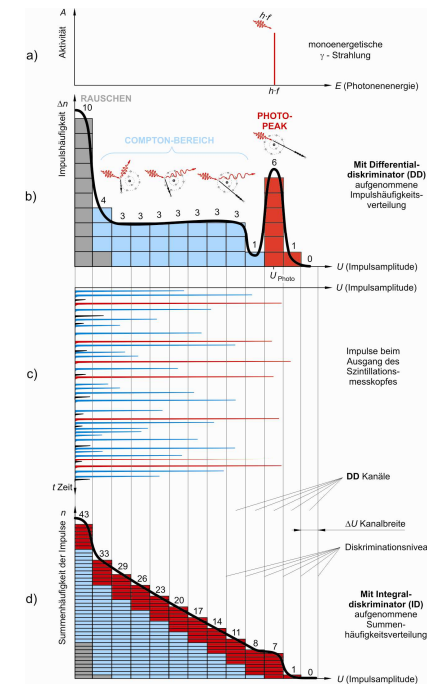 A
h·f
a)
Aktivität
monoenergetische
γ - Strahlung
h·f
E (Photonenenergie)
Δn
RAUSCHEN
10
Impulshäufigkeit
COMPTON-BEREICH
PHOTO-
PEAK
b)
4
3
3
3
3
3
3
3
1
6
1
0
Mit Differential-
diskriminator (DD)
aufgenommene
Impulshäufigkeits-
verteilung
U (Impulsamplitude)
U Photo
U (Impulsamplitude)
c)
Impulse beim
Ausgang des
Szintillations-
messkopfes
t Zeit
DD Kanäle
ΔU Kanalbreite
Diskriminationsnivea
n
Summenhäufigkeit der Impulse
d)
43
33
29
26
23
20
17
14
11
8
7
1
0
Mit Integral-
diskriminator (ID)
aufgenommene
Summen-
häufigkeitsverteilung
U (Impulsamplitude)